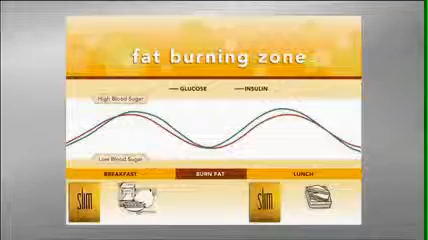 fat burning zone
GLUCOSE INSULIN
High Blood Sugar
Low Blood Sugar
BREAKFAST BURN FAT LUNCH
slim slim